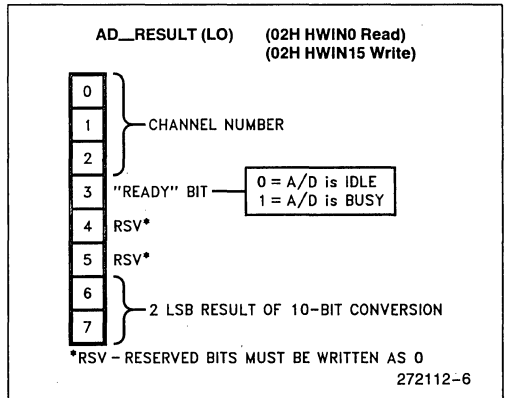 AD__RESULT (LO) (02H HWIN0 Read)
(02H HWIN15 Write)
0
1 CHANNEL NUMBER
2
3 "READY" BIT 0 = A/D is IDLE
1 = A/D is BUSY
4 RSV*
5 RSV*
6
2 LSB RESULT OF 10-BIT CONVERSION
7
*RSV – RESERVED BITS MUST BE WRITTEN AS 0
272112-6